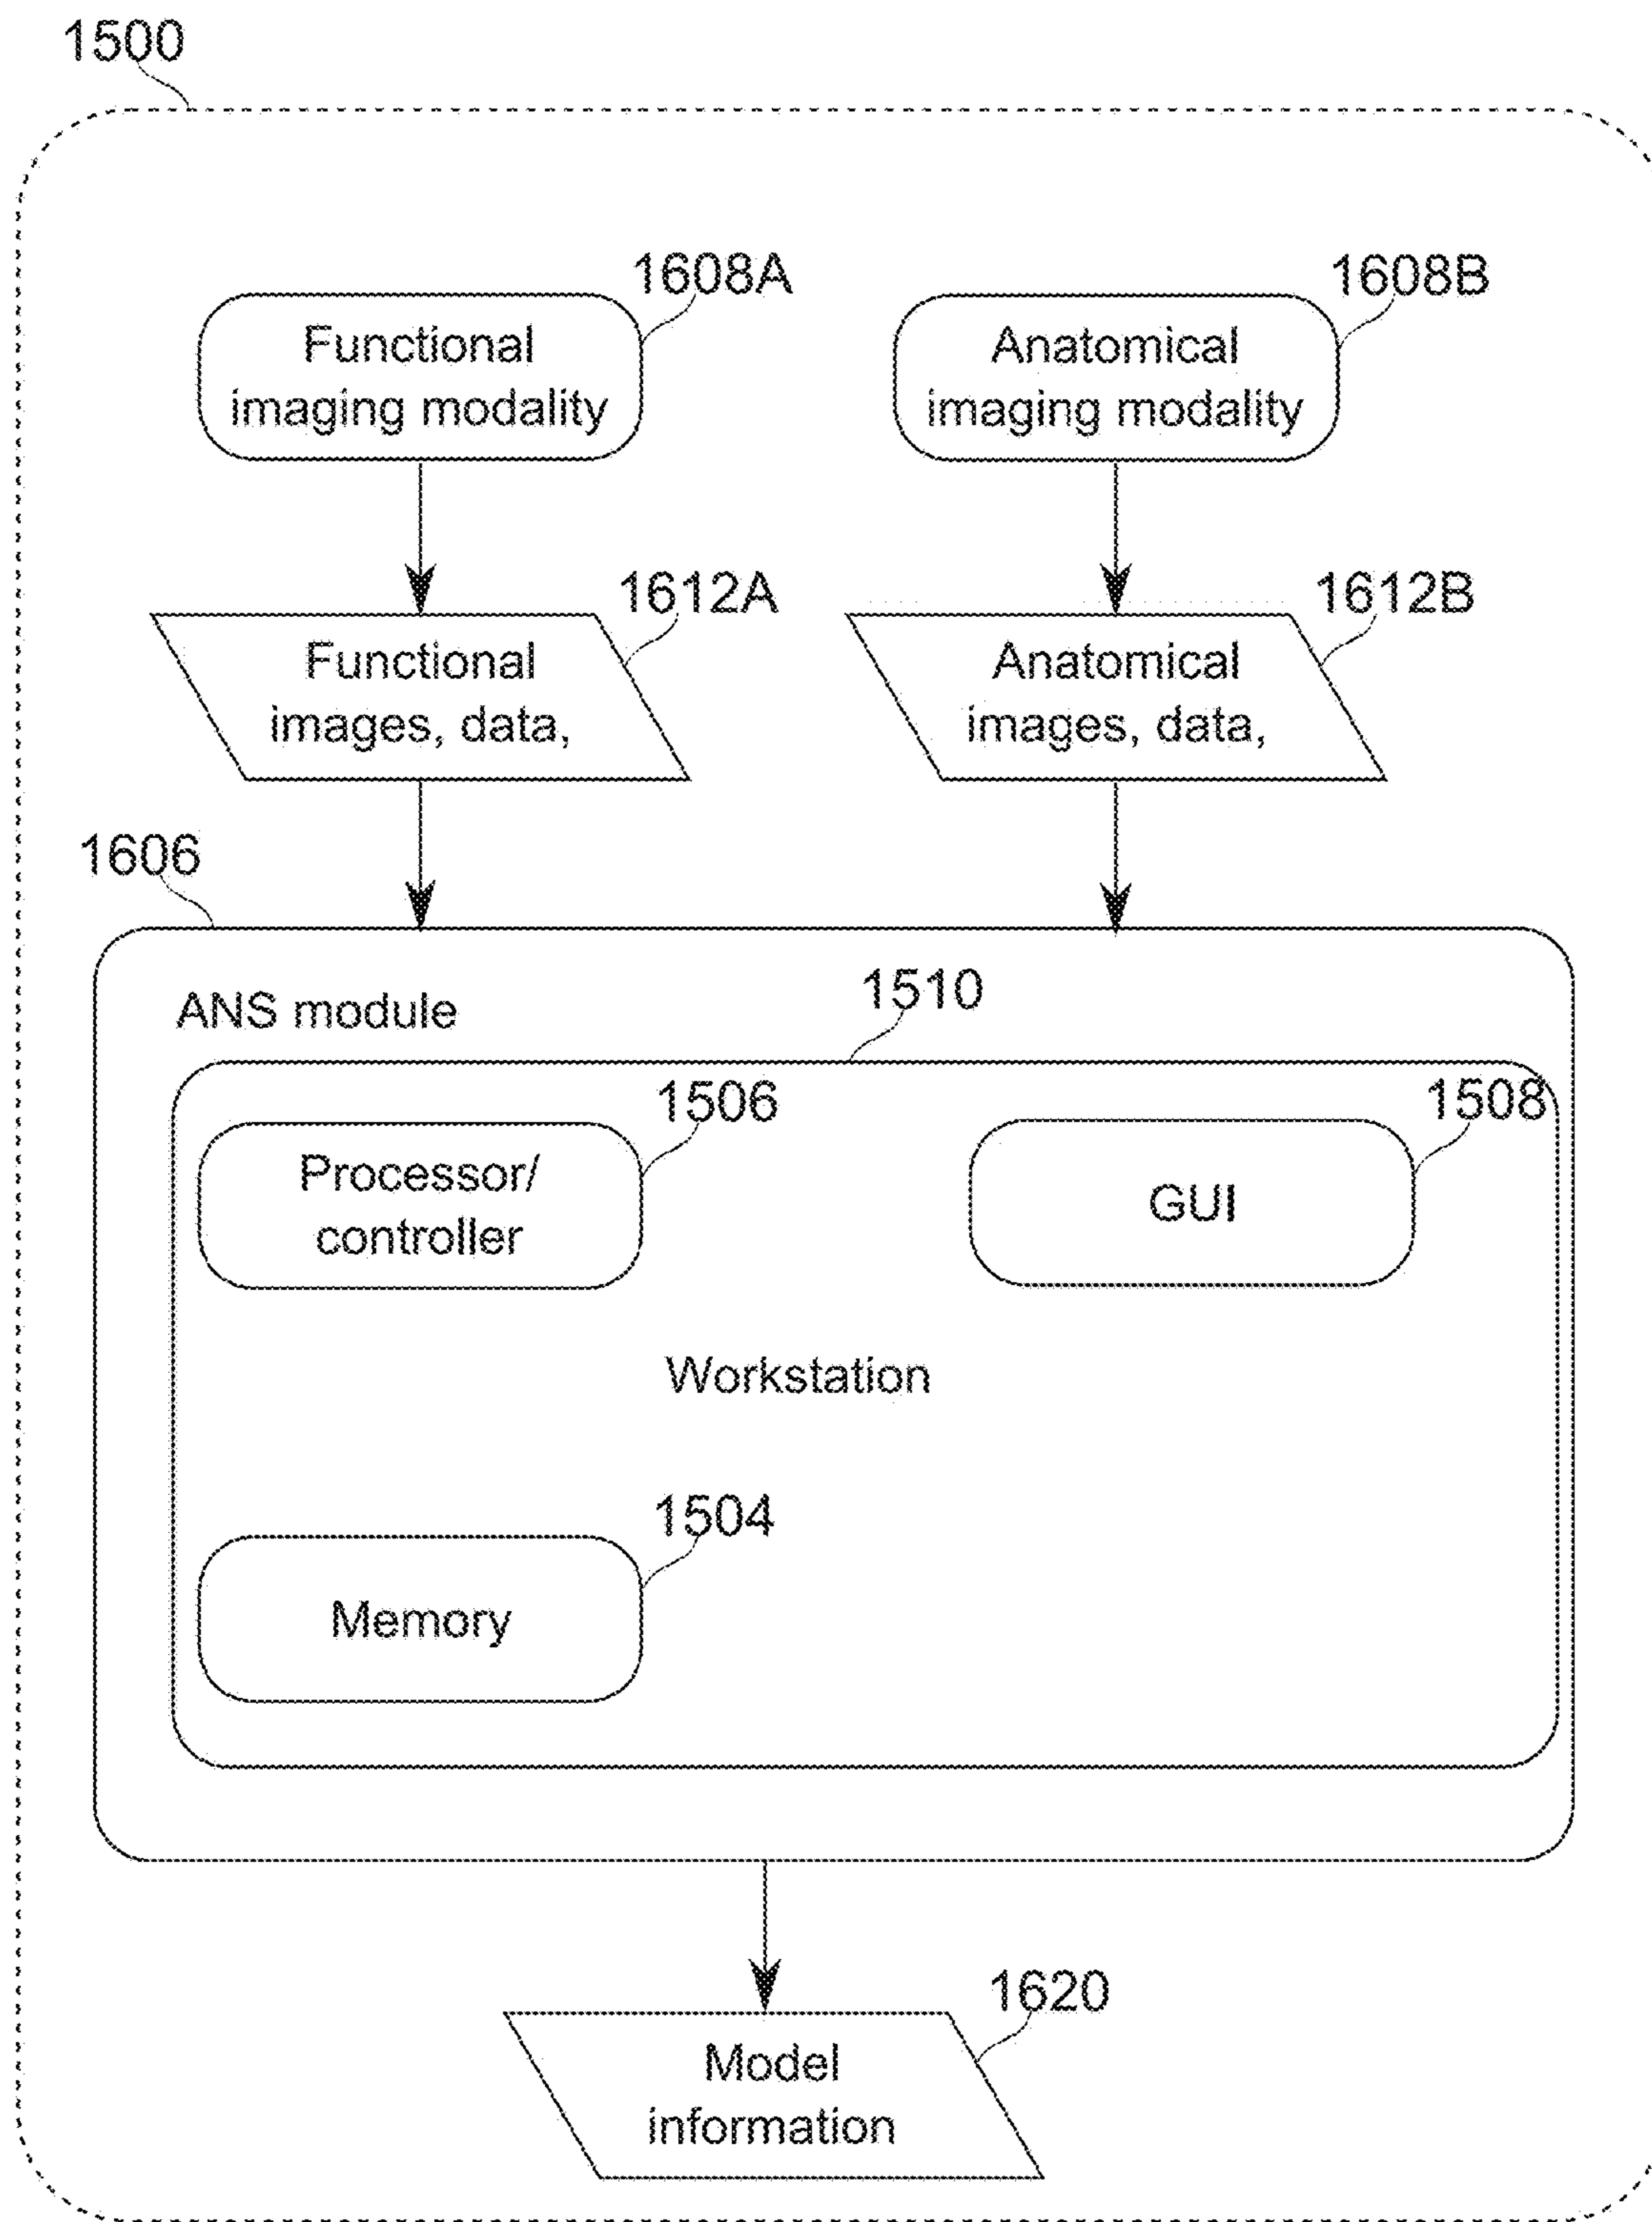 1500
1608A
1608B
Functional
imaging modality
Anatomical
imaging modality
1612A
1612B
Functional
images, data,
Anatomical
images, data,
1606
ANS module
1510
1506
1508
Processor/
controller
GUI
Workstation
1504
Memory
1620
Model
information